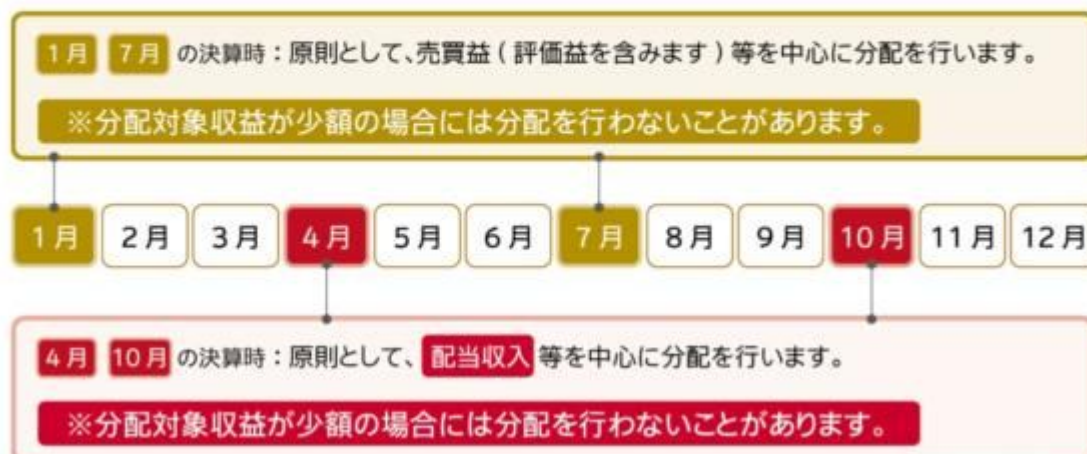 1月 7月 の決算時：原則として、売買益(評価益を含みます)等を中心に分配を行います。
※分配対象収益が少額の場合には分配を行わないことがあります。
1月 2月 3月 4月 5月 6月 7月 8月 9月 10月 11月 12月
4月 10月 の決算時：原則として、配当収入等を中心に分配を行います。
※分配対象収益が少額の場合には分配を行わないことがあります。